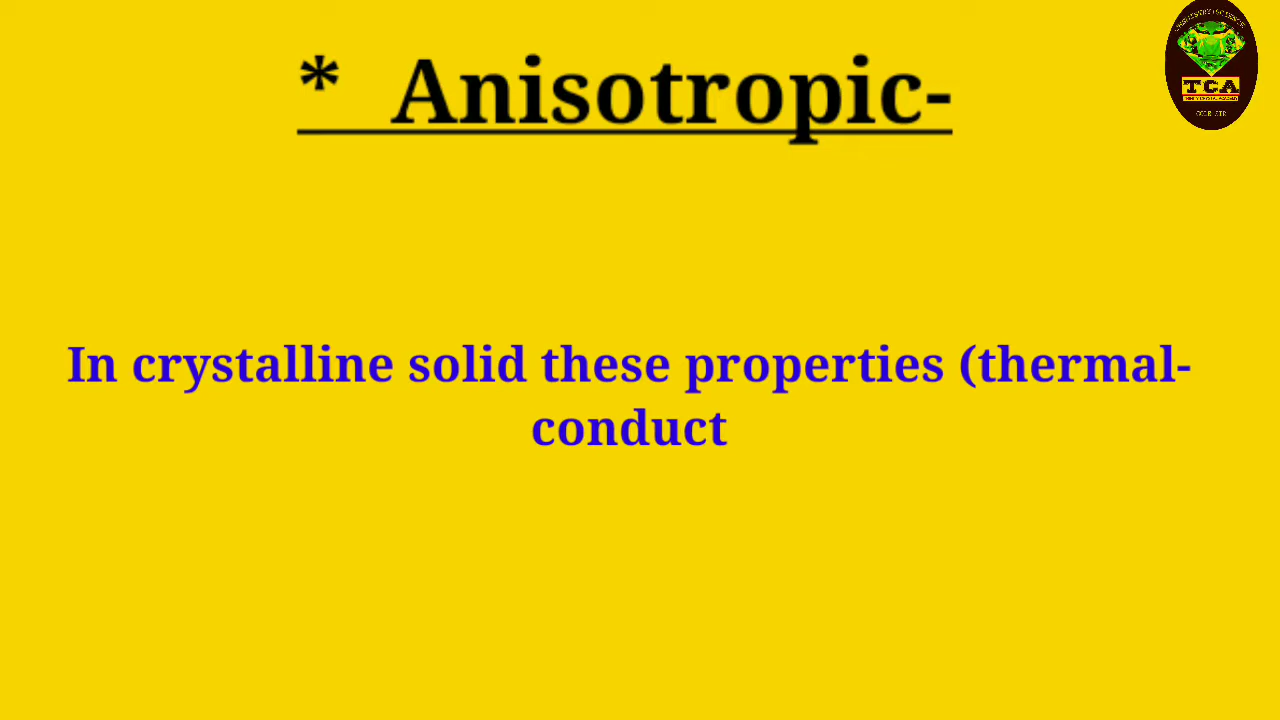 * Anisotropic-
In crystalline solid these properties (thermal-
conduct
TCA